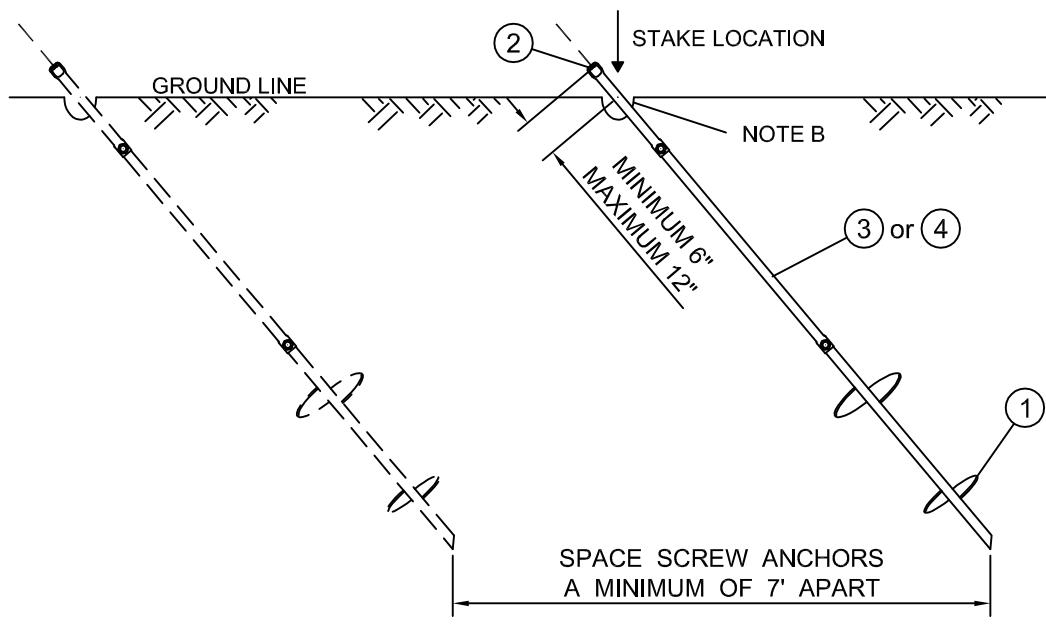 2
STAKE LOCATION
GROUND LINE
NOTE B
MINIMUM 6"
MAXIMUM 12"
3 or 4
1
SPACE SCREW ANCHORS
A MINIMUM OF 7' APART